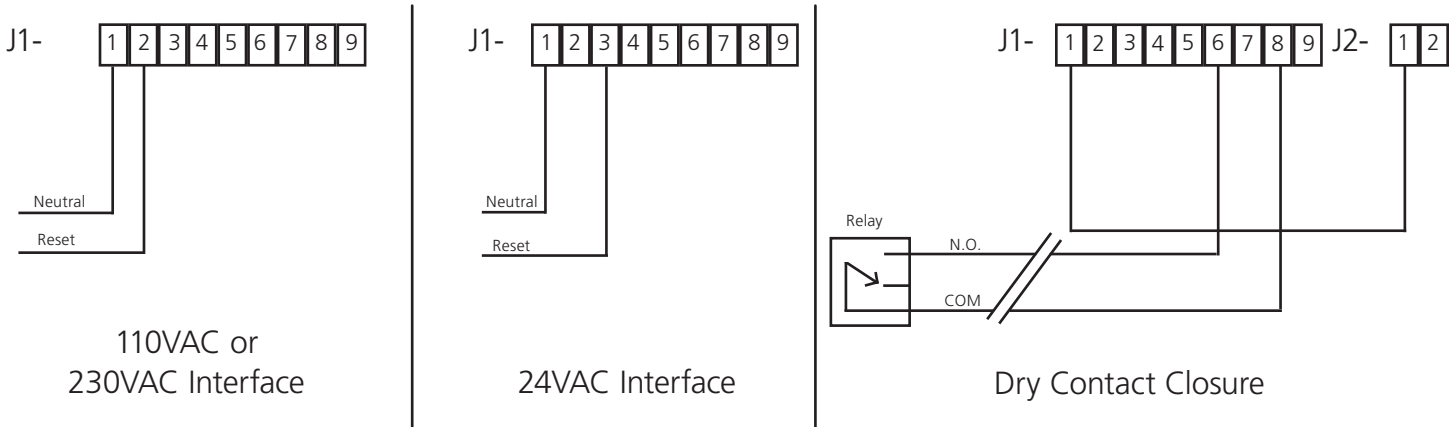 J1- 1 2 3 4 5 6 7 8 9
Neutral
Reset
110VAC or
230VAC Interface
J1- 1 2 3 4 5 6 7 8 9
Neutral
Reset
24VAC Interface
J1- 1 2 3 4 5 6 7 8 9 J2- 1 2
Relay
N.O.
COM
Dry Contact Closure